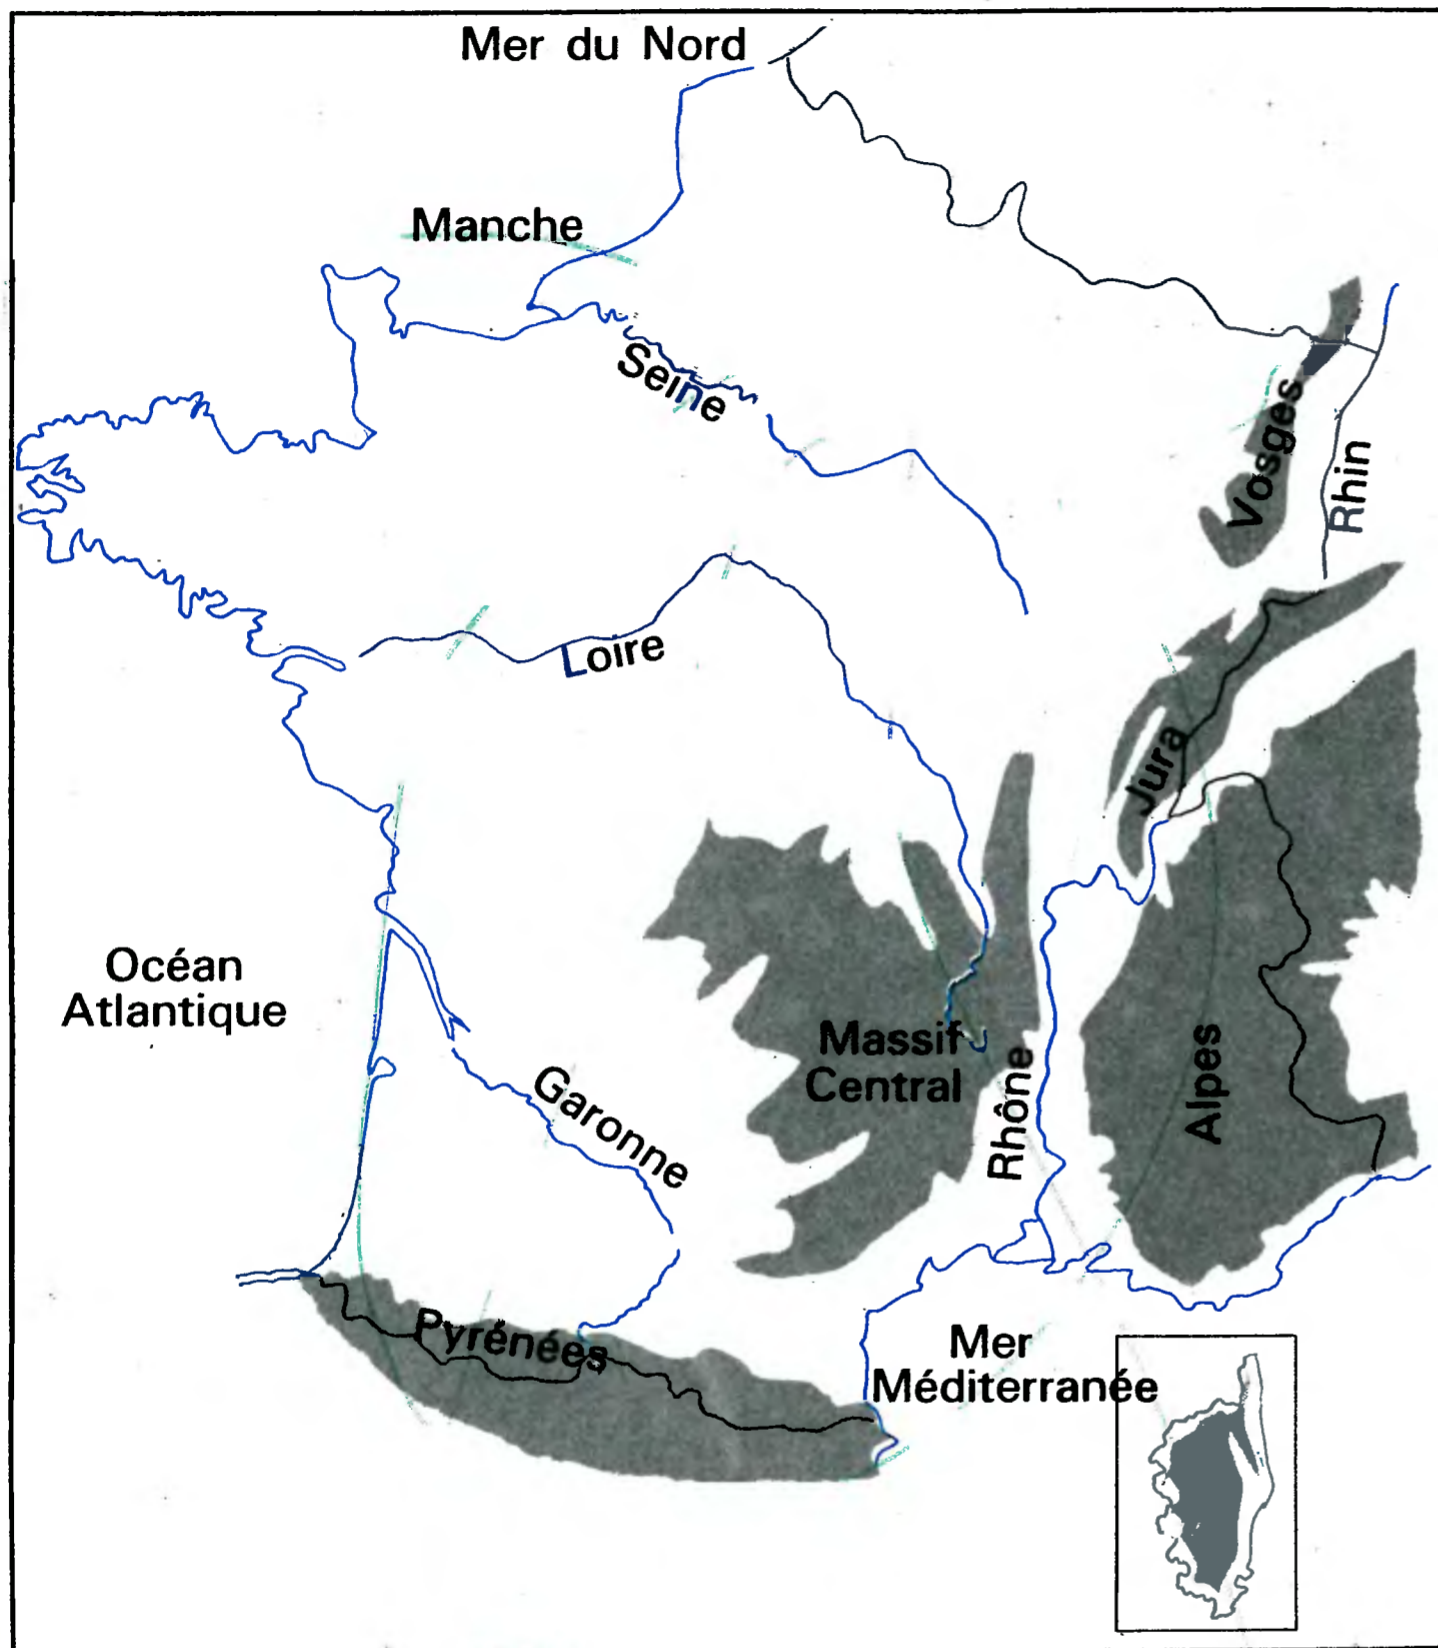 Mer du Nord
Manche
Seine
Vosges
Rhin
Loire
Jura
Océan
Atlantique
Massif
Central
Rhône
Alpes
Garonne
Pyrénées
Mer
Méditerranée